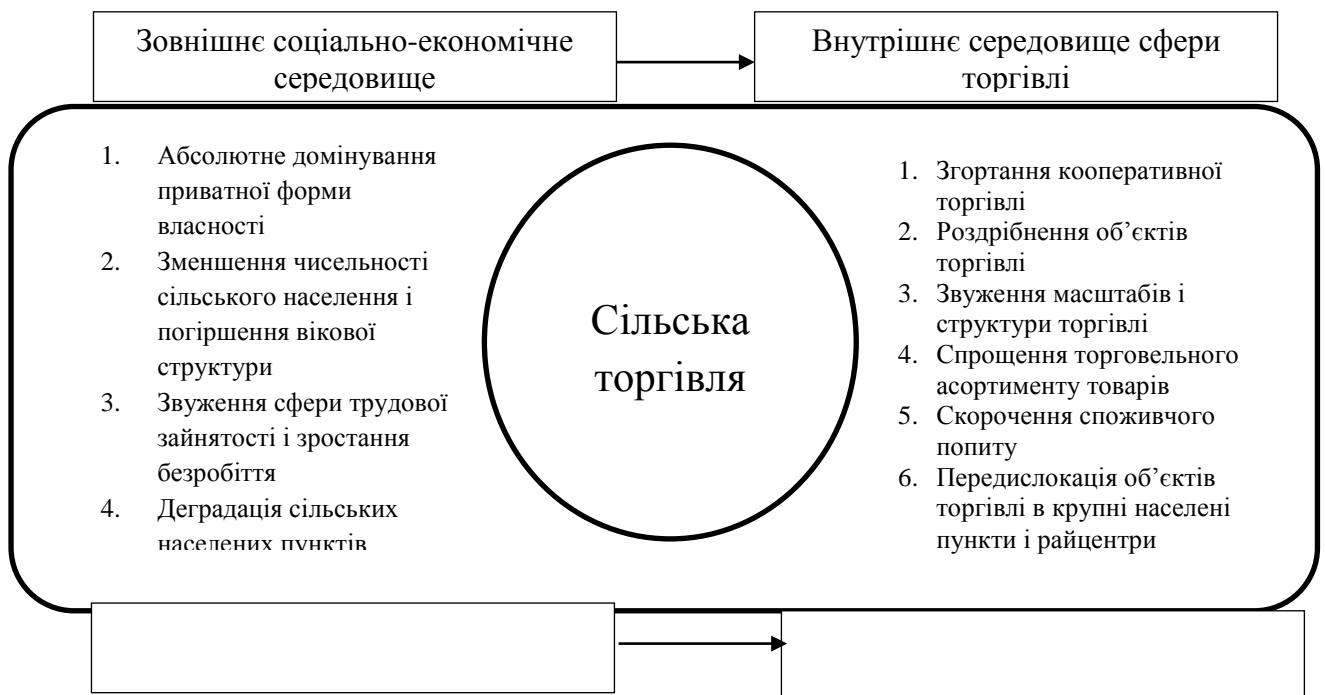 Зовнішнє соціально-економічне
середовище
Внутрішнє середовище сфери
торгівлі
1. Абсолютне домінування
приватної форми
власності
2. Зменшення чисельності
сільського населення і
погіршення вікової
структури
3. Звуження сфери трудової
зайнятості і зростання
безробіття
4. Деградація сільських
населених пунктів
Сільська
торгівля
1. Згортання кооперативної
торгівлі
2. Роздрібнення об’єктів
торгівлі
3. Звуження масштабів і
структури торгівлі
4. Спрощення торговельного
асортименту товарів
5. Скорочення споживчого
попиту
6. Передислокація об’єктів
торгівлі в крупні населені
пункти і райцентри